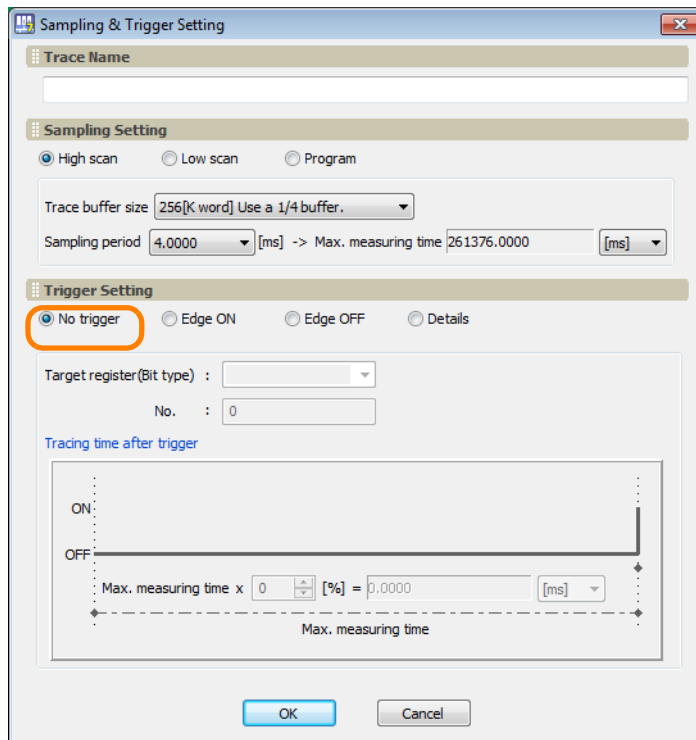 Sampling & Trigger Setting
Trace Name
Sampling Setting
High scan Low scan Program
Trace buffer size 256[K word] Use a 1/4 buffer.
Sampling period 4.0000 [ms] -> Max. measuring time 261376.0000 [ms]
Trigger Setting
No trigger Edge ON Edge OFF Details
Target register(Bit type) :
No. : 0
Tracing time after trigger
ON
OFF
Max. measuring time x 0 [%] = 0.0000 [ms]
Max. measuring time
OK Cancel